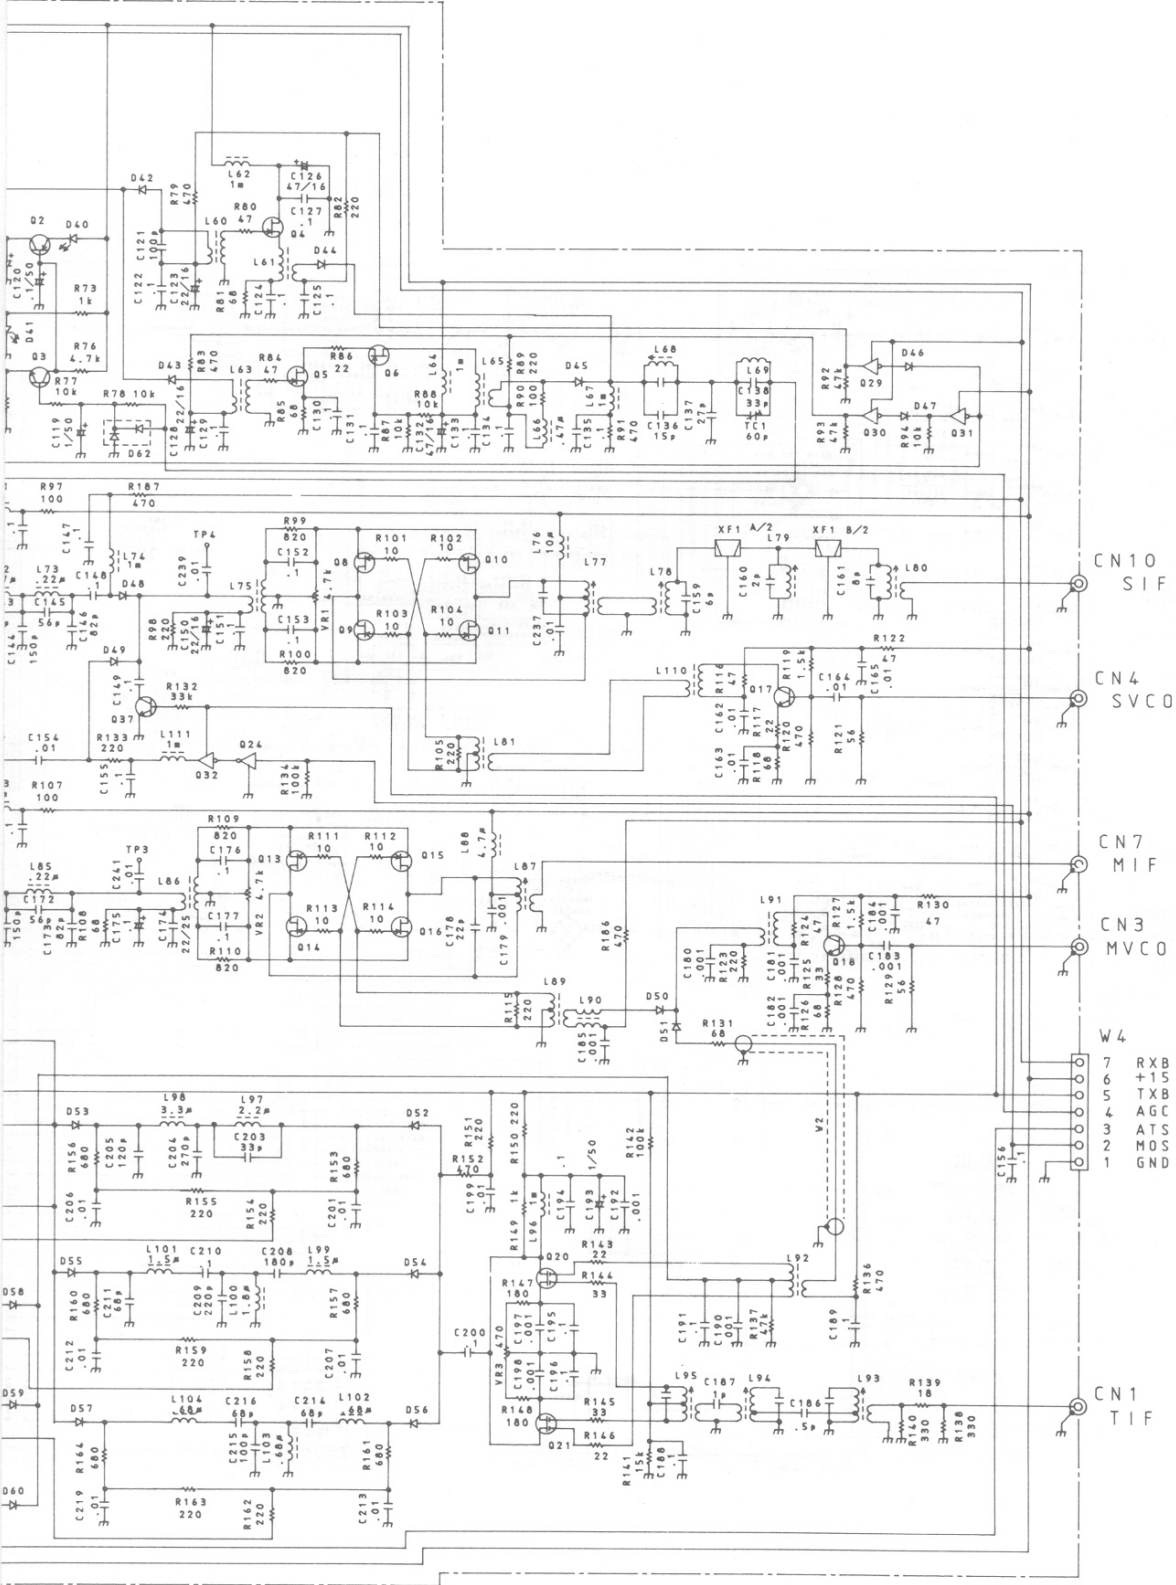 D42
R79
470
L62
1m
C126
47/16
C127
.1
R82
220
Q2
D40
R80
47
L60
Q4
C121
100p
L61
D44
C120
.1/50
C122
.1
C123
22/16
R81
68
C124
.1
C125
.1
R73
1k
D41
R76
4.7k
Q3
R77
10k
R78 10k
D43
R83
470
L63
R84
47
R86
22
Q5
Q6
L64
1m
L65
R89
220
R90
100
D45
L67
1m
L68
L69
C138
33p
R92
47k
D46
Q29
D47
C119
1/50
D62
C128
22/16
C129
.1
R85
68
C130
.1
C131
.1
R87
10k
R88
10k
C132
47/16
C133
.1
C134
.1
L66
.47μ
C135
.1
R91
470
C136
15p
C137
27p
TC1
60p
R93
47k
Q30
R94
10k
Q31
R97
100
R187
470
C147
.1
L74
1m
TP4
C239
.01
R99
820
C152
.1
R101
10
R102
10
L76
10μ
L77
XF1 A/2
L79
XF1 B/2
CN10
SIF
L73
.22μ
C148
.1
D48
L75
Q8
Q10
L78
C159
6p
C160
2p
C161
8p
L80
C145
56p
C146
82p
C144
150p
R98
220
C150
22/16
C151
.1
C153
.1
VR1 4.7k
R103
10
R104
10
Q9
Q11
C237
.01
R100
820
D49
C149
.1
R132
33k
Q37
L110
R116
47
Q17
R119
1.5k
C164
.01
C165
.01
R122
47
CN4
SVCO
C154
.01
R133
220
L111
1m
Q24
Q32
C155
.1
R134
100k
R105
220
L81
C162
.01
R117
22
C163
.01
R118
68
R120
470
R121
56
R107
100
R109
820
C176
.1
R111
10
R112
10
L88
4.7μ
L87
CN7
MIF
L85
.22μ
TP3
C241
.01
L86
Q13
Q15
C172
56p
150p
C173
82p
R108
68
C175
.1
C174
22/25
C177
.1
VR2 4.7k
R113
10
R114
10
Q14
Q16
C178
22p
C179 .001
R110
820
R186
470
L91
R124
47
R127
1.5k
C184
.001
R130
47
CN3
MVCO
Q18
C183
.001
C180
.001
R123
220
C181
.001
R125
33
R128
470
R129
56
C182
.001
R126
68
R115
220
L89
L90
C185
.001
D50
D51
R131
68
W2
W4
7 RXB
6 +15
5 TXB
4 AGC
3 ATS
2 MOS
1 GND
C156
.1
D53
L98
3.3μ
L97
2.2μ
D52
R151
220
R150 220
R142
100k
C203
33p
R156
680
C205
120p
C204
270p
R153
680
R152
470
C199
.01
R149 1k
L96 1m
C194
.1
C193
1/50
C192
.001
C206
.01
R155
220
R154
220
C201
.01
D55
L101
1.5μ
C210
.1
C208
180p
L99
1.5μ
D54
Q20
R143
22
R144
33
L92
R136
470
D58
R160
680
C211
68p
C209
220p
L100
1.8μ
R157
680
R147
180
C197
.001
C195
.1
C191
.1
C190
.001
R137
47k
C189
.1
C212
.01
R159
220
R158
220
C207
.01
C200
.1
VR3 470
C198
.001
C196
.1
D59
D57
L104
.68μ
C216
68p
C214
68p
L102
.68μ
D56
R148
180
R145
33
R146
22
Q21
L95
C187
1p
L94
C186
.5p
L93
R139
18
CN1
TIF
R140
330
R138
330
R164
680
C215
100p
L103
.68μ
R161
680
R141
15k
C188
.1
D60
C219
.01
R163
220
R162
220
C213
.01